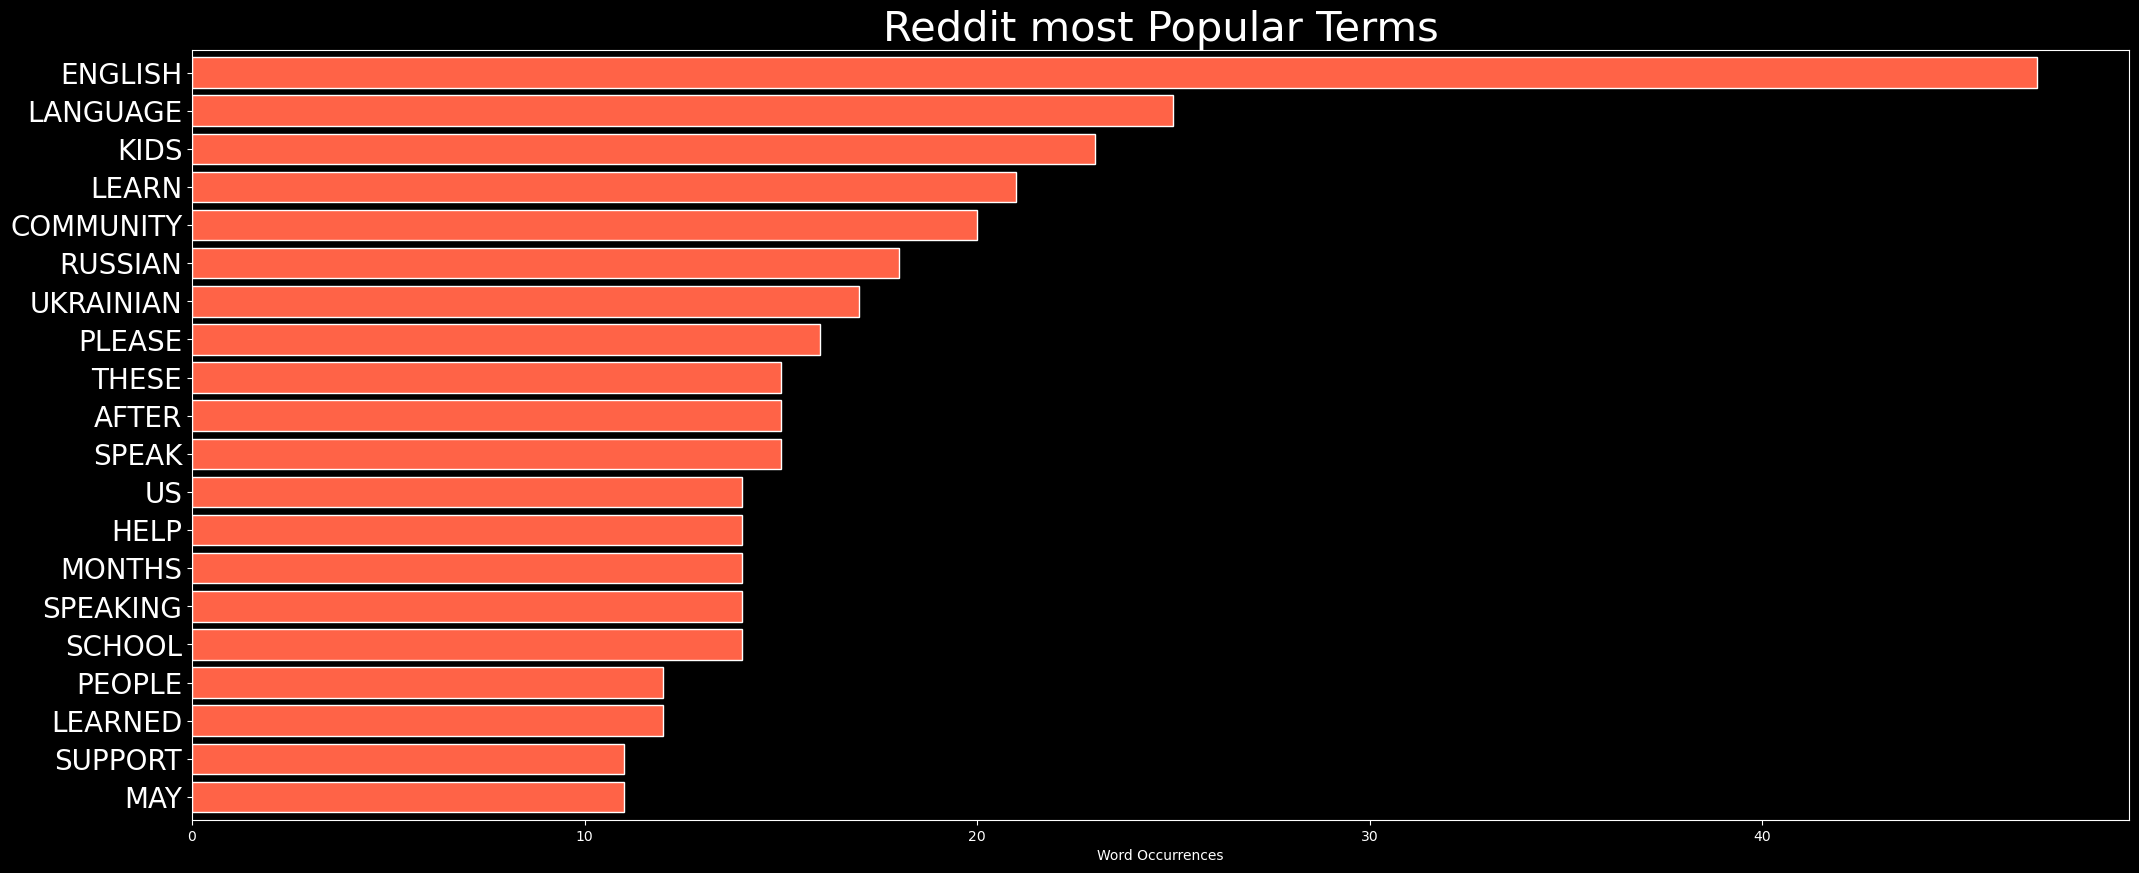 Reddit most Popular Terms
ENGLISH
LANGUAGE
KIDS
LEARN
COMMUNITY
RUSSIAN
UKRAINIAN
PLEASE
THESE
AFTER
SPEAK
US
HELP
MONTHS
SPEAKING
SCHOOL
PEOPLE
LEARNED
SUPPORT
MAY
0 10 20 30 40
Word Occurrences